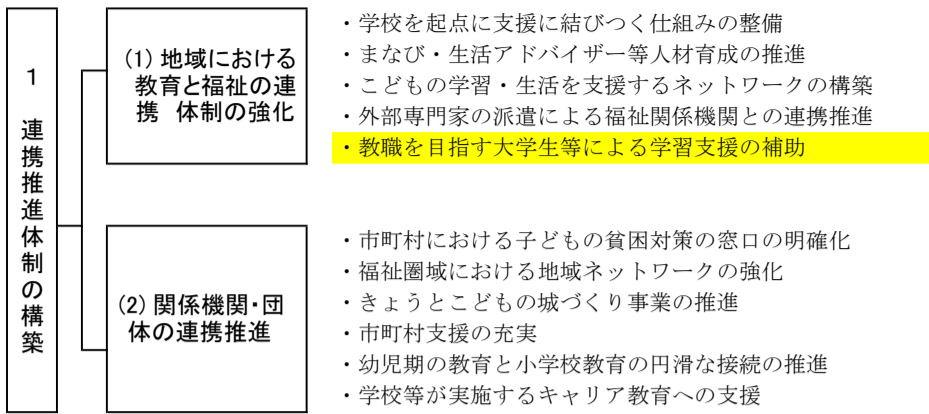 1 連携推進体制の構築
(1) 地域における
教育と福祉の連
携 体制の強化
・学校を起点に支援に結びつく仕組みの整備
・まなび・生活アドバイザー等人材育成の推進
・こどもの学習・生活を支援するネットワークの構築
・外部専門家の派遣による福祉関係機関との連携推進
・教職を目指す大学生等による学習支援の補助
(2) 関係機関・団
体の連携推進
・市町村における子どもの貧困対策の窓口の明確化
・福祉圏域における地域ネットワークの強化
・きょうとこどもの城づくり事業の推進
・市町村支援の充実
・幼児期の教育と小学校教育の円滑な接続の推進
・学校等が実施するキャリア教育への支援